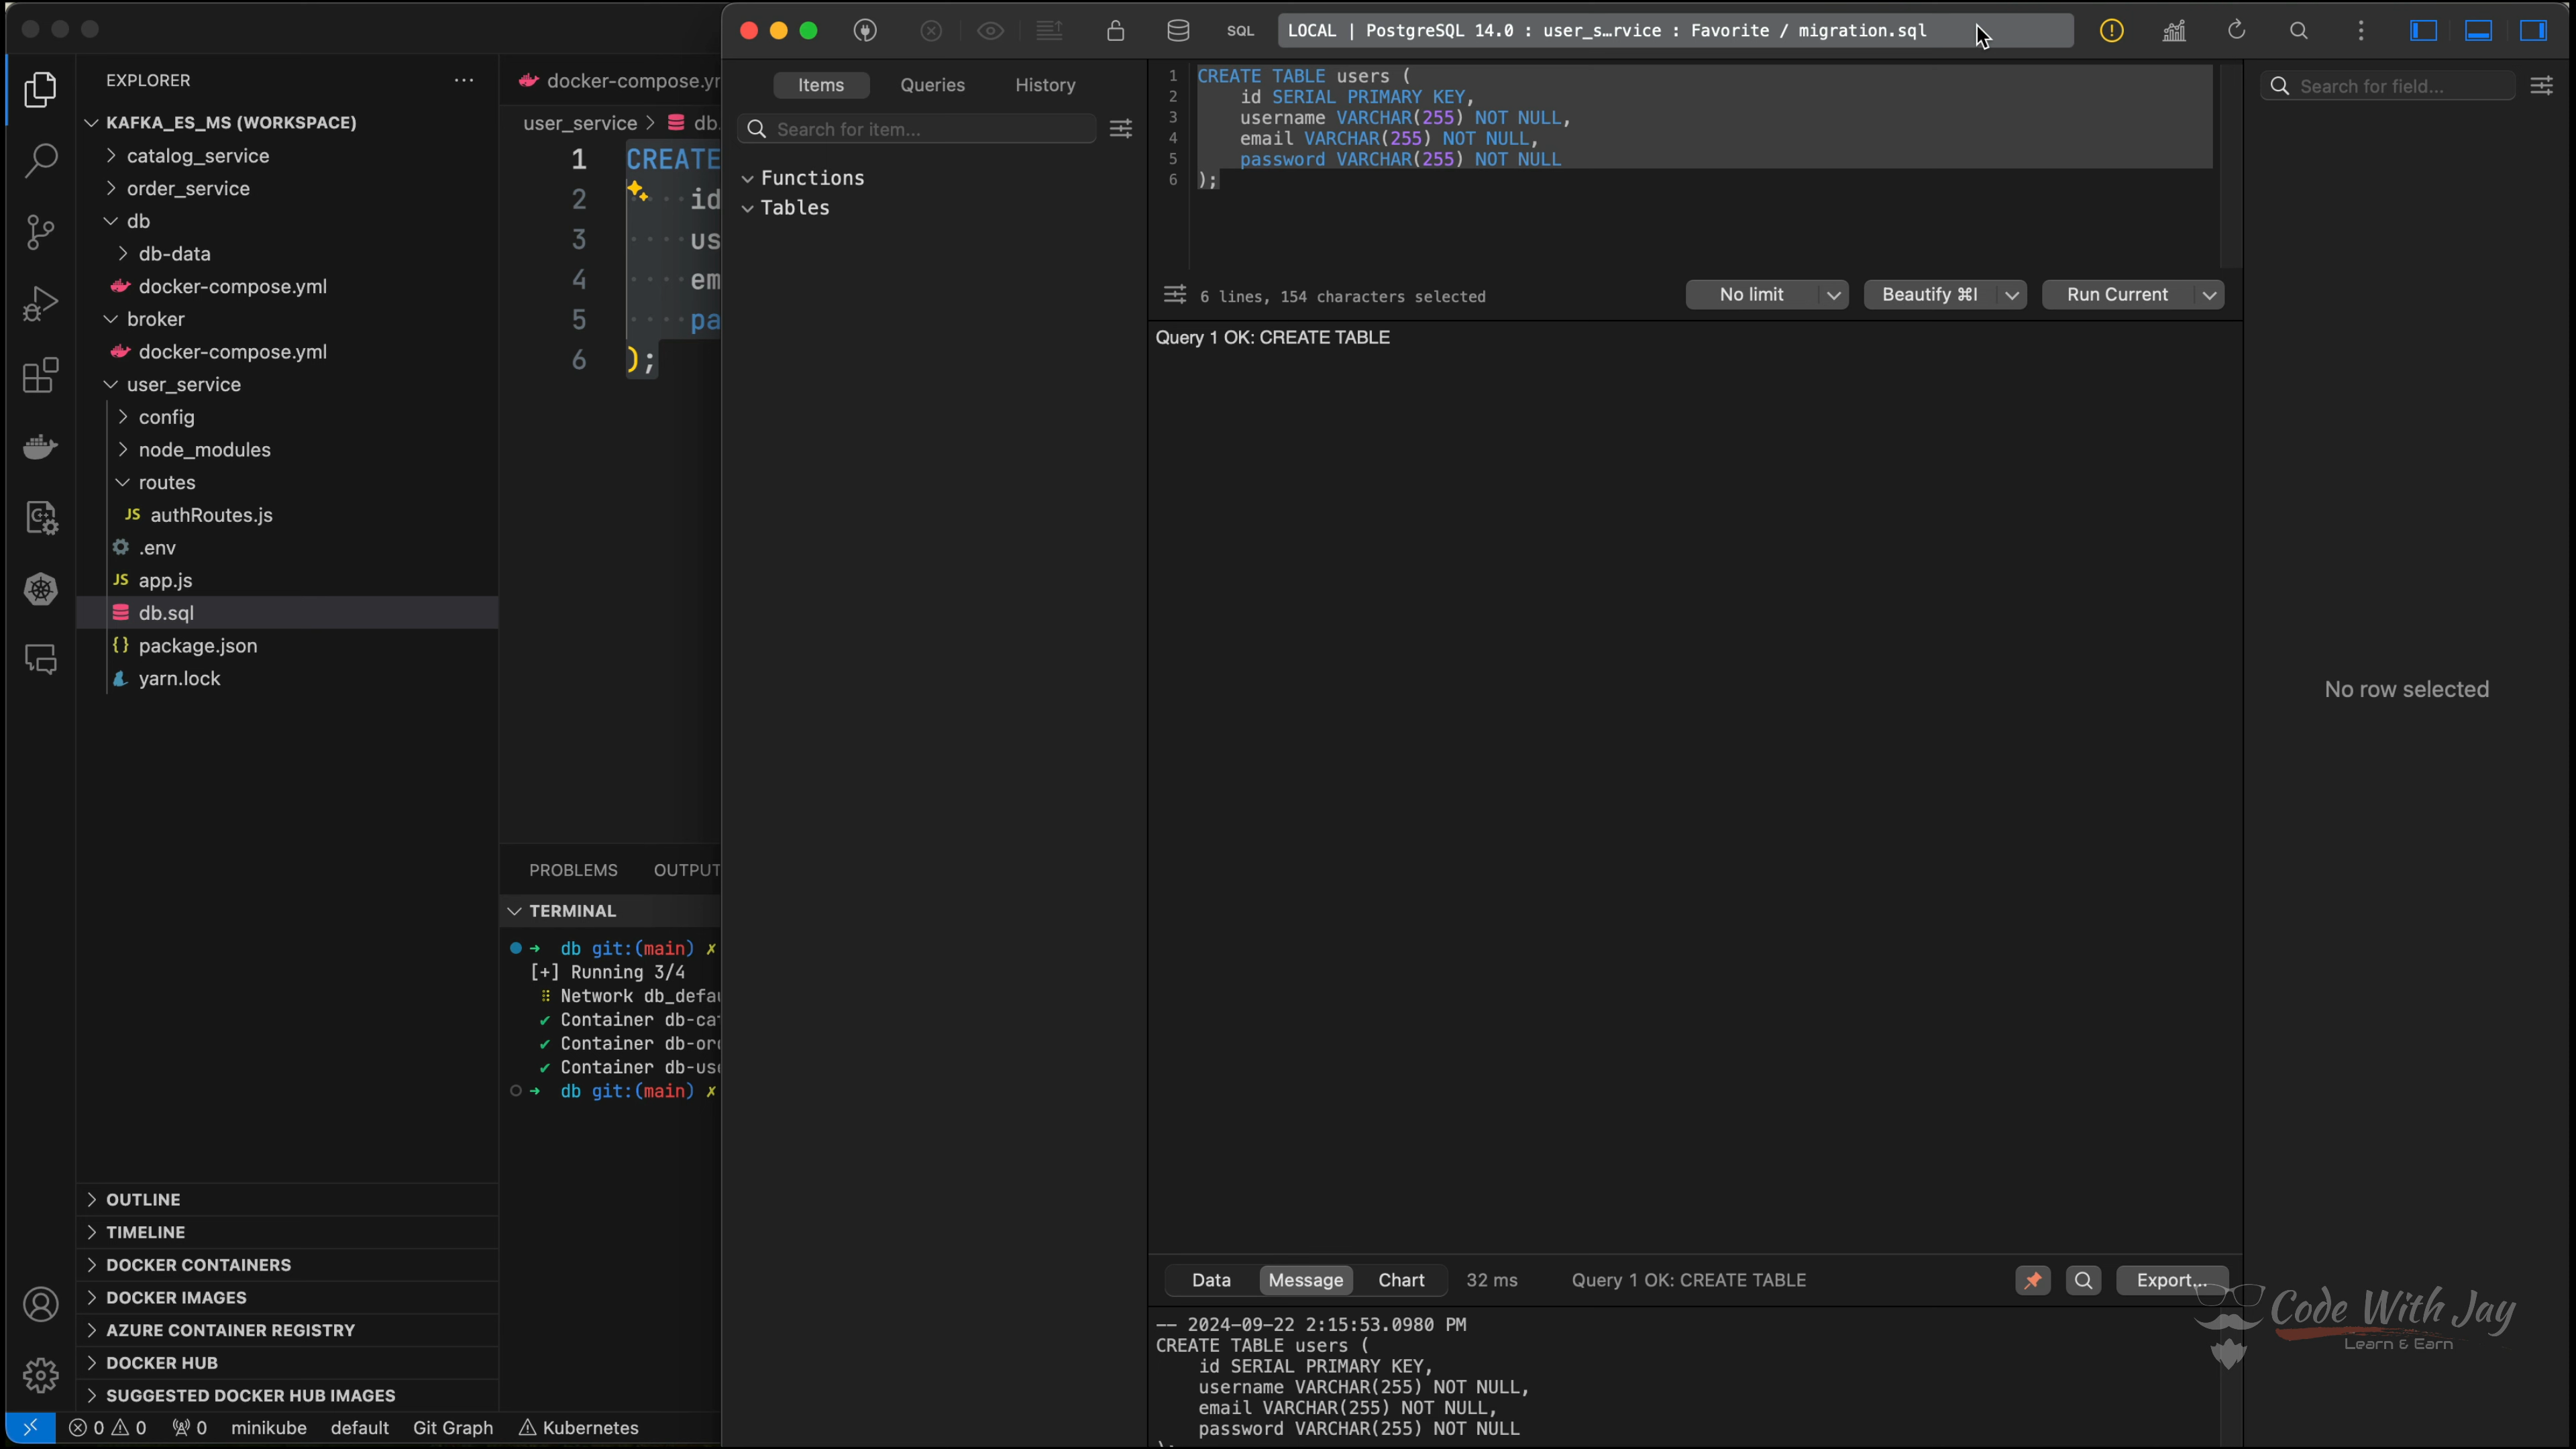 EXPLORER
KAFKA_ES_MS (WORKSPACE)
catalog_service
order_service
db
db-data
docker-compose.yml
broker
docker-compose.yml
user_service
config
node_modules
routes
JS authRoutes.js
.env
JS app.js
db.sql
{} package.json
yarn.lock
OUTLINE
TIMELINE
DOCKER CONTAINERS
DOCKER IMAGES
AZURE CONTAINER REGISTRY
DOCKER HUB
SUGGESTED DOCKER HUB IMAGES
0 0 0 minikube default Git Graph Kubernetes
docker-compose.y
user_service > db.
1 CREATE
2 id
3 us
4 em
5 pa
6 );
PROBLEMS OUTPUT
TERMINAL
➜ db git:(main) ✗
[+] Running 3/4
⠿ Network db_defau
✔ Container db-cat
✔ Container db-ord
✔ Container db-use
➜ db git:(main) ✗
SQL LOCAL | PostgreSQL 14.0 : user_s…rvice : Favorite / migration.sql
Items Queries History
Search for item...
Functions
Tables
1 CREATE TABLE users (
2 id SERIAL PRIMARY KEY,
3 username VARCHAR(255) NOT NULL,
4 email VARCHAR(255) NOT NULL,
5 password VARCHAR(255) NOT NULL
6 );
6 lines, 154 characters selected
No limit Beautify ⌘I Run Current
Query 1 OK: CREATE TABLE
Data Message Chart 32 ms Query 1 OK: CREATE TABLE Export...
-- 2024-09-22 2:15:53.0980 PM
CREATE TABLE users (
id SERIAL PRIMARY KEY,
username VARCHAR(255) NOT NULL,
email VARCHAR(255) NOT NULL,
password VARCHAR(255) NOT NULL
Search for field...
No row selected
Code With Jay
Learn & Earn